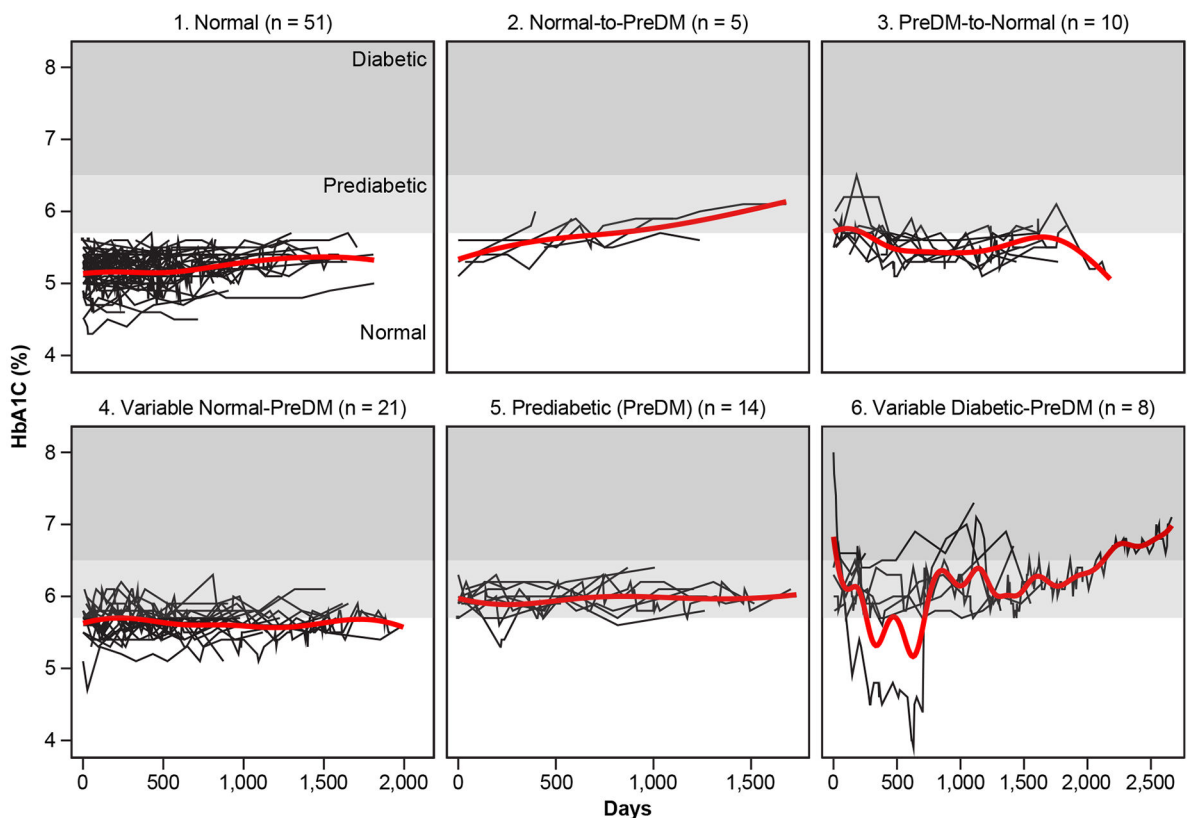 1. Normal (n = 51)
2. Normal-to-PreDM (n = 5)
3. PreDM-to-Normal (n = 10)
8
7
6
5
4
Diabetic
Prediabetic
Normal
HbA1C (%)
4. Variable Normal-PreDM (n = 21)
5. Prediabetic (PreDM) (n = 14)
6. Variable Diabetic-PreDM (n = 8)
8
7
6
5
4
0 500 1,000 1,500 2,000
0 500 1,000 1,500
0 500 1,000 1,500 2,000 2,500
Days